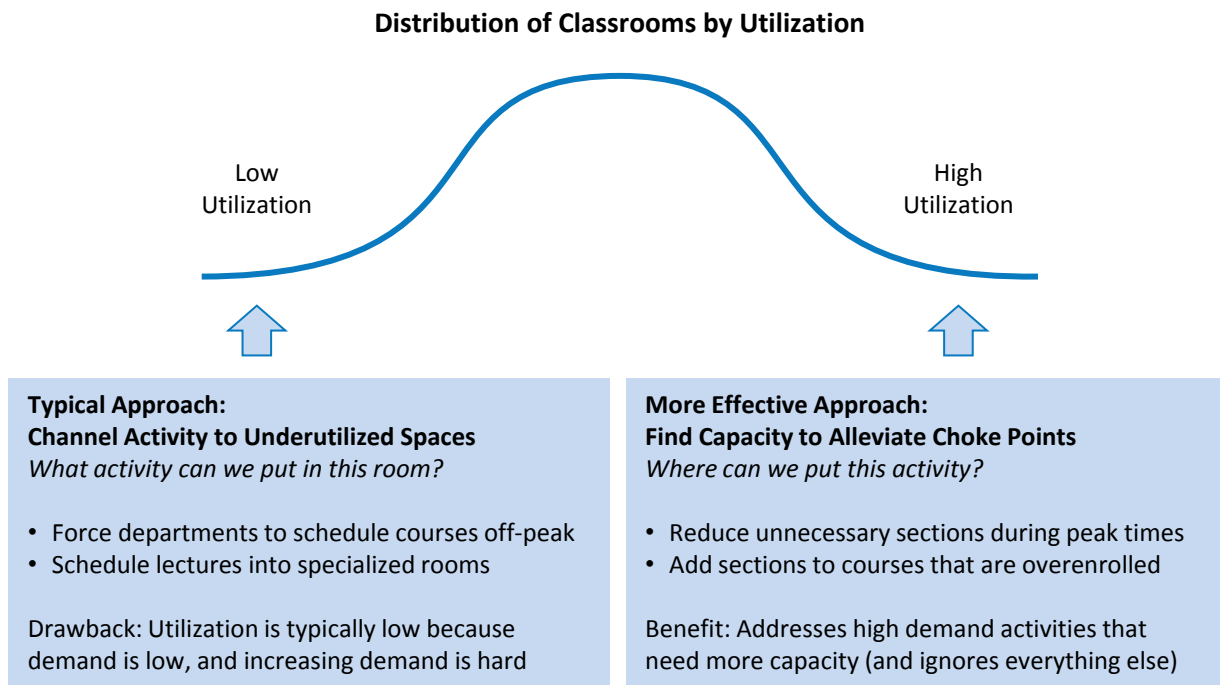 Distribution of Classrooms by Utilization
Low
Utilization
High
Utilization
Typical Approach:
Channel Activity to Underutilized Spaces
What activity can we put in this room?
• Force departments to schedule courses off-peak
• Schedule lectures into specialized rooms
Drawback: Utilization is typically low because
demand is low, and increasing demand is hard
More Effective Approach:
Find Capacity to Alleviate Choke Points
Where can we put this activity?
• Reduce unnecessary sections during peak times
• Add sections to courses that are overenrolled
Benefit: Addresses high demand activities that
need more capacity (and ignores everything else)